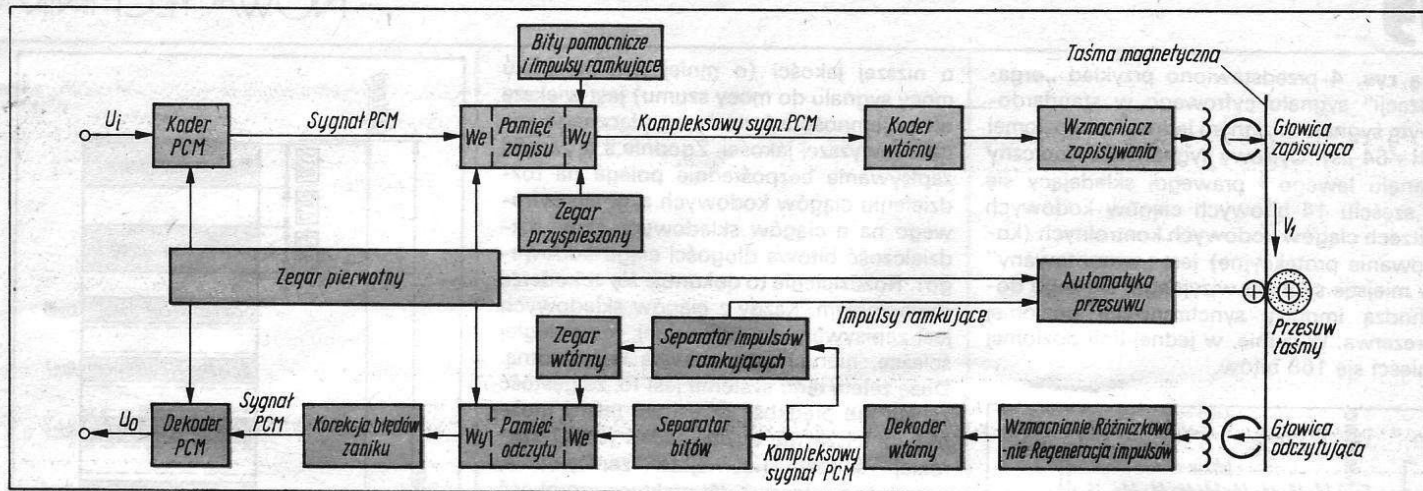 Bity pomocnicze
i impulsy ramkujące
Taśma magnetyczna
Ui
Koder
PCM
Sygnał PCM
We
Pamięć
zapisu
Wy
Kompleksowy sygn. PCM
Koder
wtórny
Wzmacniacz
zapisywania
Głowica
zapisująca
Zegar
przyspieszony
V1
Zegar pierwotny
Automatyka
przesuwu
Impulsy ramkujące
Przesuw
taśmy
Zegar
wtórny
Separator impulsów
ramkujących
Uo
Dekoder
PCM
Sygnał
PCM
Korekcja błędów
zaniku
Wy
Pamięć
odczytu
We
Separator
bitów
Kompleksowy
sygnał PCM
Dekoder
wtórny
Wzmacnianie Różniczkowa-
-nie Regeneracja impulsów
Głowica
odczytująca